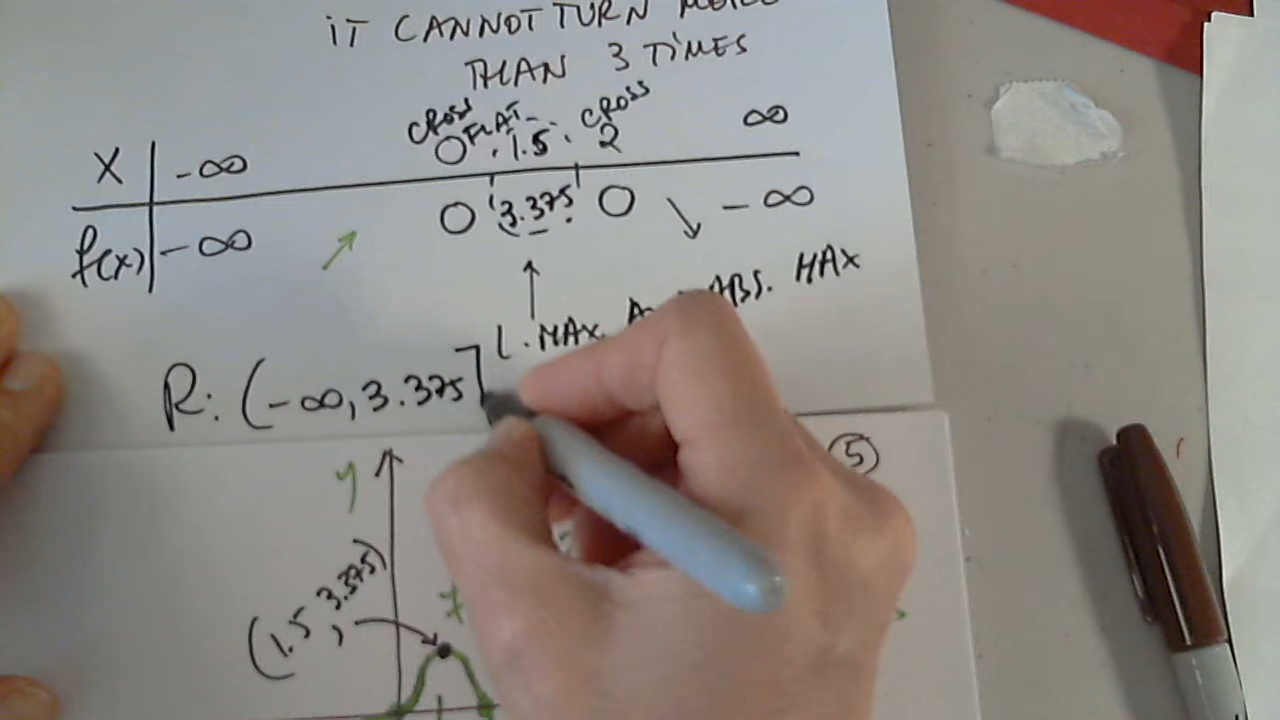 iT CANNOT TURN
THAN 3 TIMES
CROSS FLAT CROSS
X -∞ 0 1.5 2 ∞
f(x) -∞ 0 3.375 0 -∞
L. MAX ABS. MAX
R: (-∞, 3.375]
y
5
(1.5, 3.375)